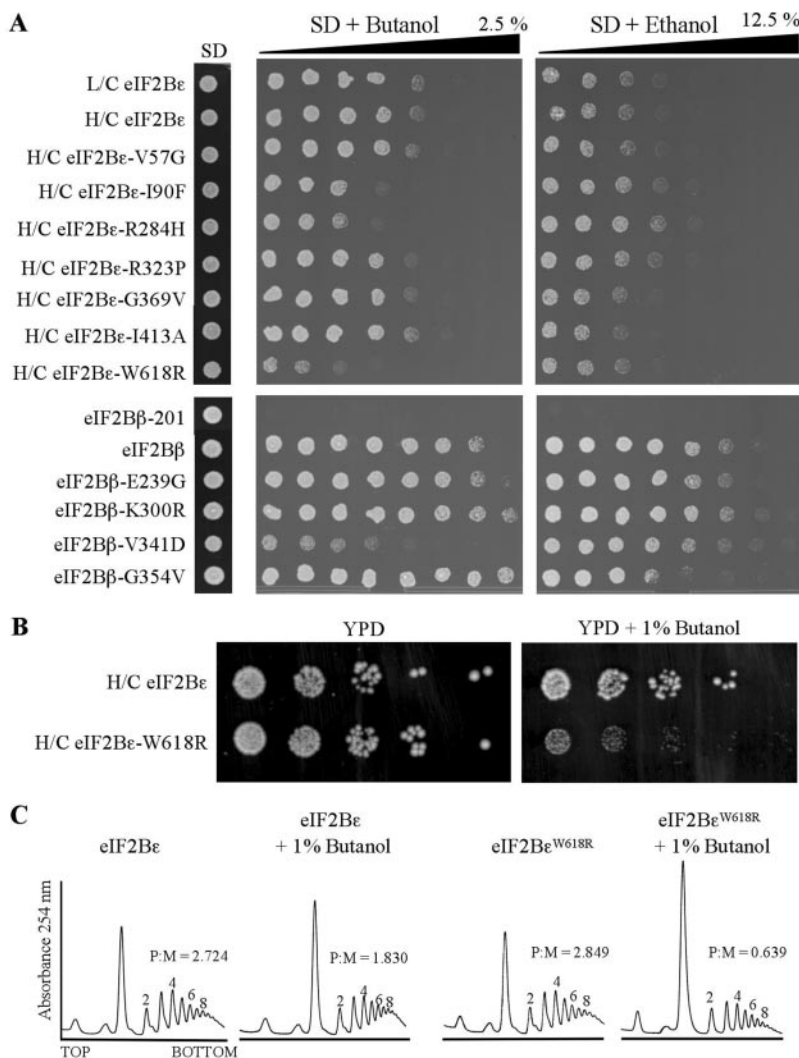 A
SD
SD + Butanol
2.5 %
SD + Ethanol
12.5 %
L/C eIF2Bε
H/C eIF2Bε
H/C eIF2Bε-V57G
H/C eIF2Bε-I90F
H/C eIF2Bε-R284H
H/C eIF2Bε-R323P
H/C eIF2Bε-G369V
H/C eIF2Bε-I413A
H/C eIF2Bε-W618R
eIF2Bβ-201
eIF2Bβ
eIF2Bβ-E239G
eIF2Bβ-K300R
eIF2Bβ-V341D
eIF2Bβ-G354V
B
YPD
YPD + 1% Butanol
H/C eIF2Bε
H/C eIF2Bε-W618R
C
Absorbance 254 nm
eIF2Bε
P:M = 2.724
2 4 6 8
TOP BOTTOM
eIF2Bε
+ 1% Butanol
P:M = 1.830
2 4 6 8
eIF2Bεᵂ⁶¹⁸ᴿ
P:M = 2.849
2 4 6 8
eIF2Bεᵂ⁶¹⁸ᴿ
+ 1% Butanol
P:M = 0.639
2 4 6 8